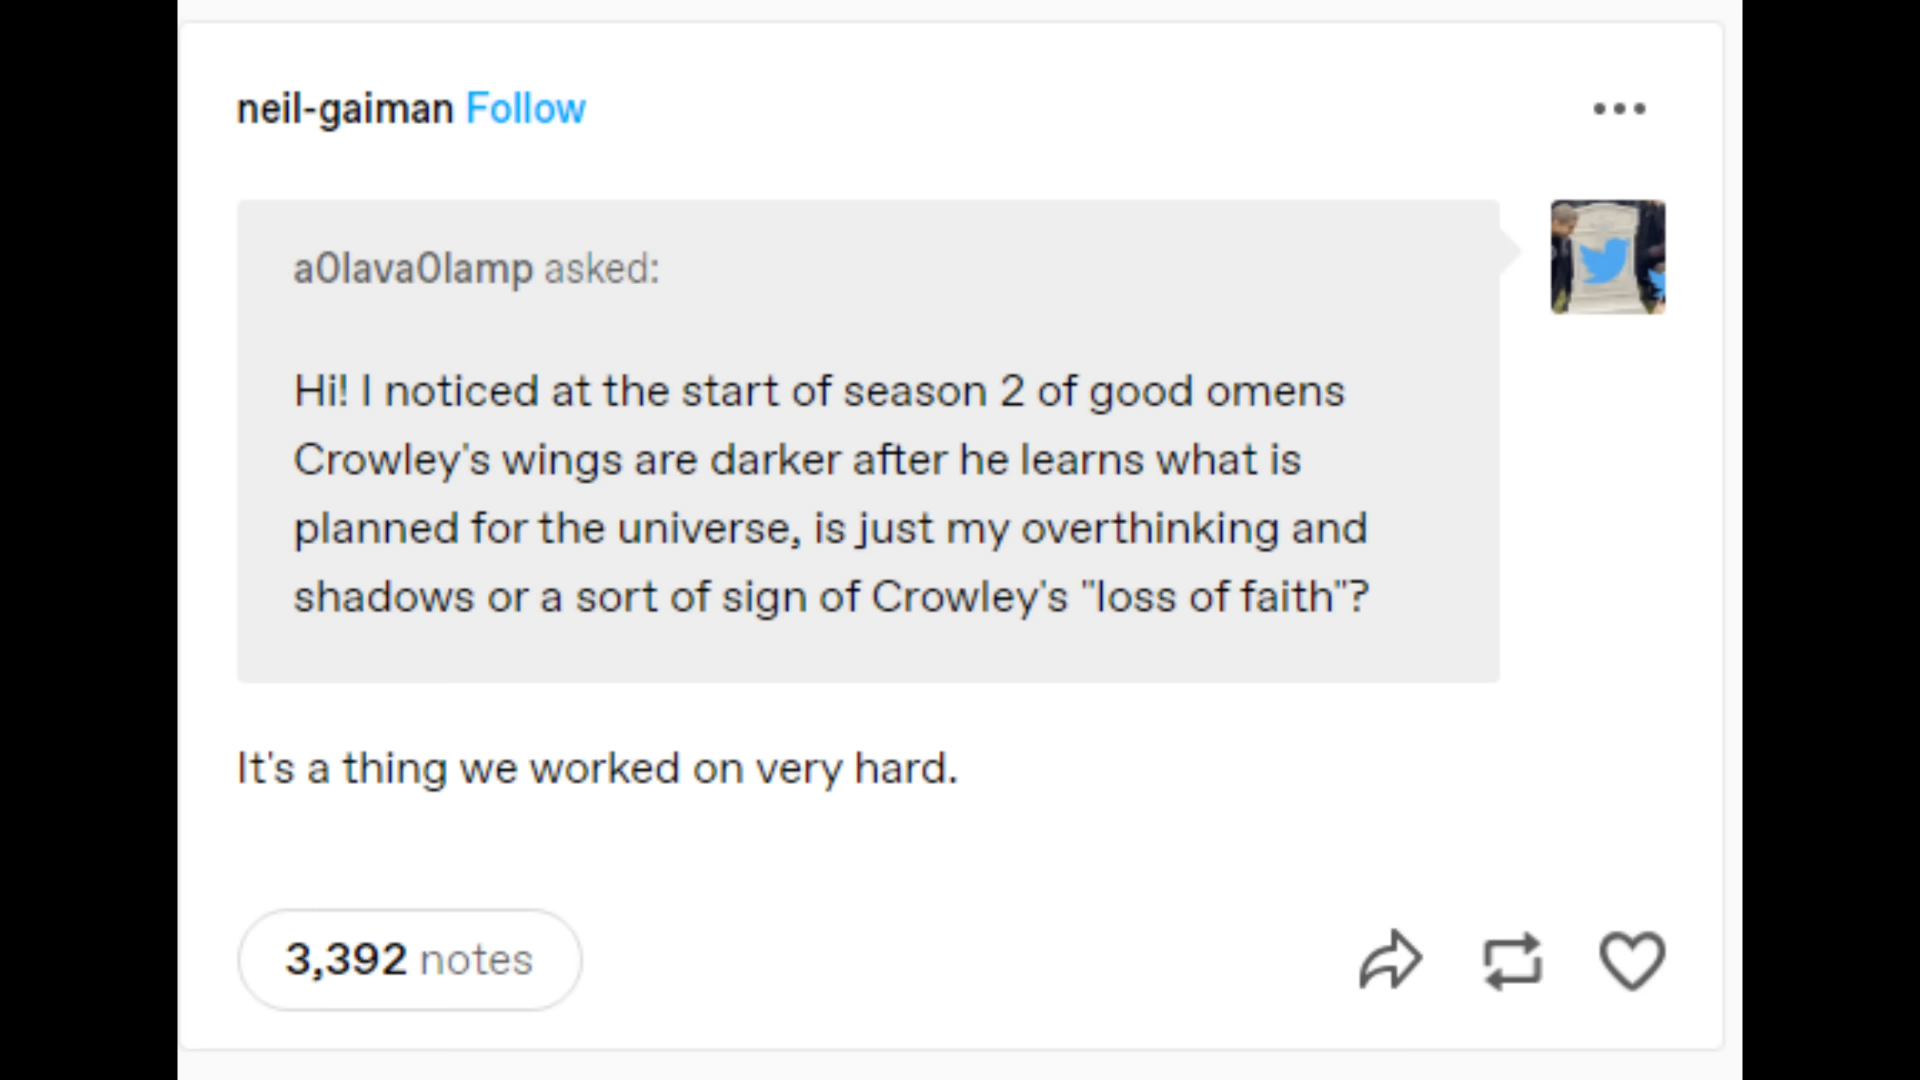 neil-gaiman Follow
a0lava0lamp asked:
Hi! I noticed at the start of season 2 of good omens
Crowley's wings are darker after he learns what is
planned for the universe, is just my overthinking and
shadows or a sort of sign of Crowley's "loss of faith"?
It's a thing we worked on very hard.
3,392 notes